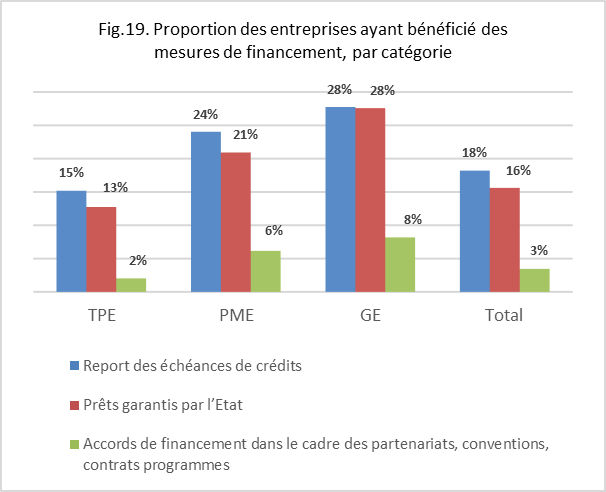 Fig.19. Proportion des entreprises ayant bénéficié des
mesures de financement, par catégorie
15%
13%
2%
24%
21%
6%
28%
28%
8%
18%
16%
3%
TPE
PME
GE
Total
Report des échéances de crédits
Prêts garantis par l’Etat
Accords de financement dans le cadre des partenariats, conventions,
contrats programmes